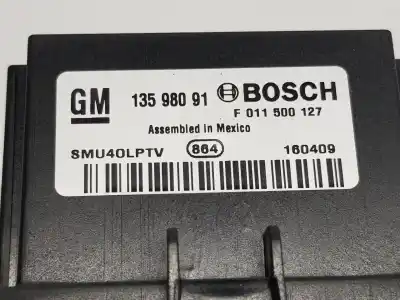 GM 135 980 91 BOSCH
F 011 500 127
Assembled in Mexico
SMU40LPTV 864 160409